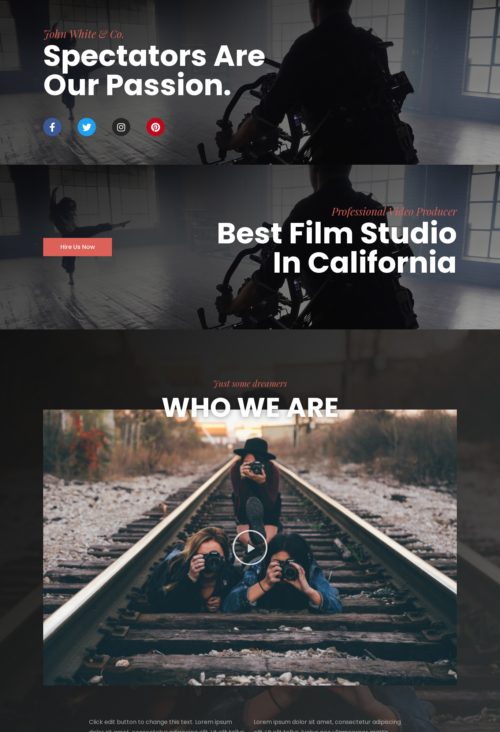 John White & Co.
Spectators Are
Our Passion.
Professional Video Producer
Best Film Studio
In California
Hire Us Now
Just some dreamers
WHO WE ARE
Click edit button to change this text. Lorem ipsum
Lorem ipsum dolor sit amet, consectetur adipiscing